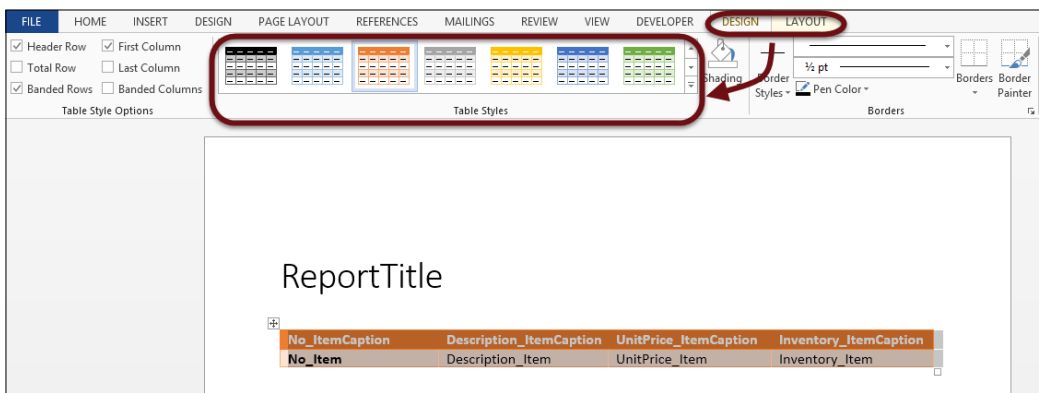 FILE HOME INSERT DESIGN PAGE LAYOUT REFERENCES MAILINGS REVIEW VIEW DEVELOPER DESIGN LAYOUT
Header Row First Column
Total Row Last Column
Banded Rows Banded Columns
Table Style Options
Table Styles
Shading
Border
Styles
½ pt
Pen Color
Borders
Border
Painter
Borders
ReportTitle
No_ItemCaption Description_ItemCaption UnitPrice_ItemCaption Inventory_ItemCaption
No_Item Description_Item UnitPrice_Item Inventory_Item